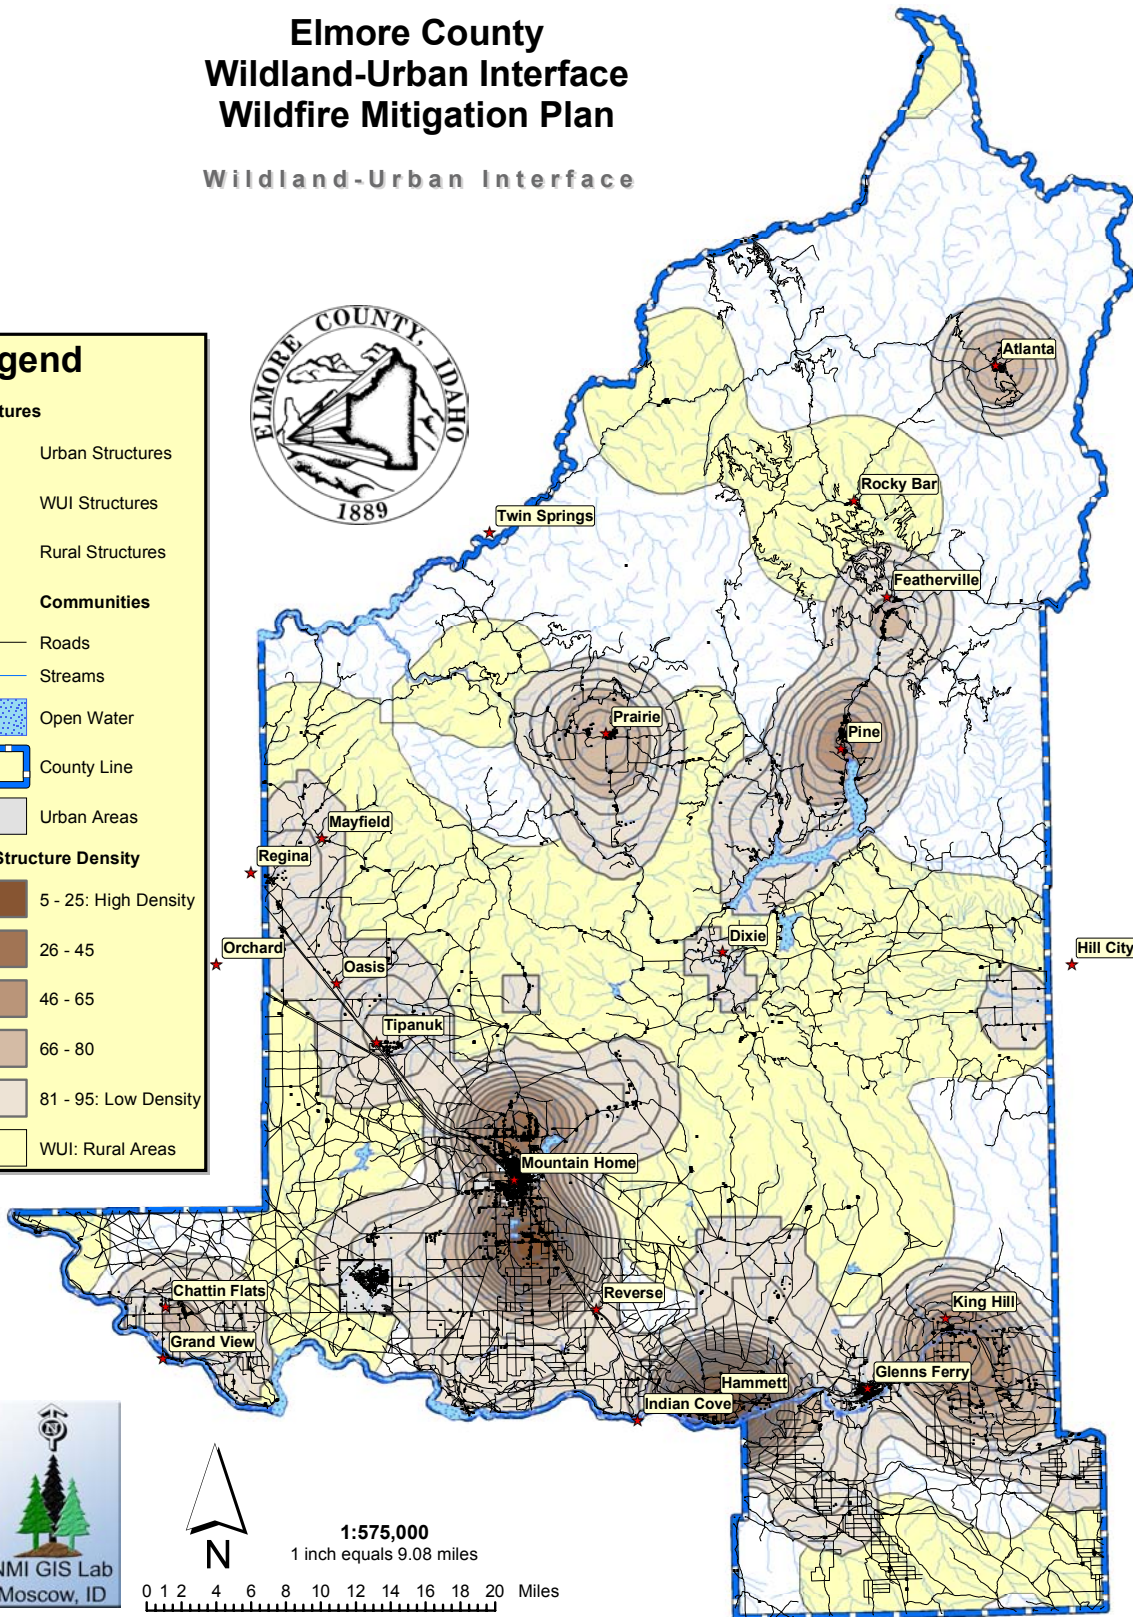 Elmore County
Wildland-Urban Interface
Wildfire Mitigation Plan
Wildland-Urban Interface
ELMORE COUNTY, IDAHO
1889
gend
tures
Urban Structures
WUI Structures
Rural Structures
Communities
Roads
Streams
Open Water
County Line
Urban Areas
Structure Density
5 - 25: High Density
26 - 45
46 - 65
66 - 80
81 - 95: Low Density
WUI: Rural Areas
Atlanta
Rocky Bar
Twin Springs
Featherville
Prairie
Pine
Mayfield
Regina
Orchard
Oasis
Dixie
Hill City
Tipanuk
Mountain Home
Chattin Flats
Reverse
King Hill
Grand View
Glenns Ferry
Hammett
Indian Cove
N
NMI GIS Lab
Moscow, ID
N
1:575,000
1 inch equals 9.08 miles
0 1 2 4 6 8 10 12 14 16 18 20 Miles